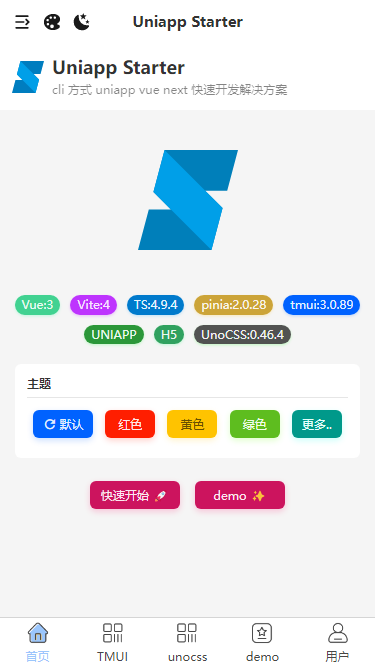 Uniapp Starter
Uniapp Starter
cli 方式 uniapp vue next 快速开发解决方案
Vue:3 Vite:4 TS:4.9.4 pinia:2.0.28 tmui:3.0.89
UNIAPP H5 UnoCSS:0.46.4
主题
默认 红色 黄色 绿色 更多..
快速开始 🚀 demo ✨
首页 TMUI unocss demo 用户